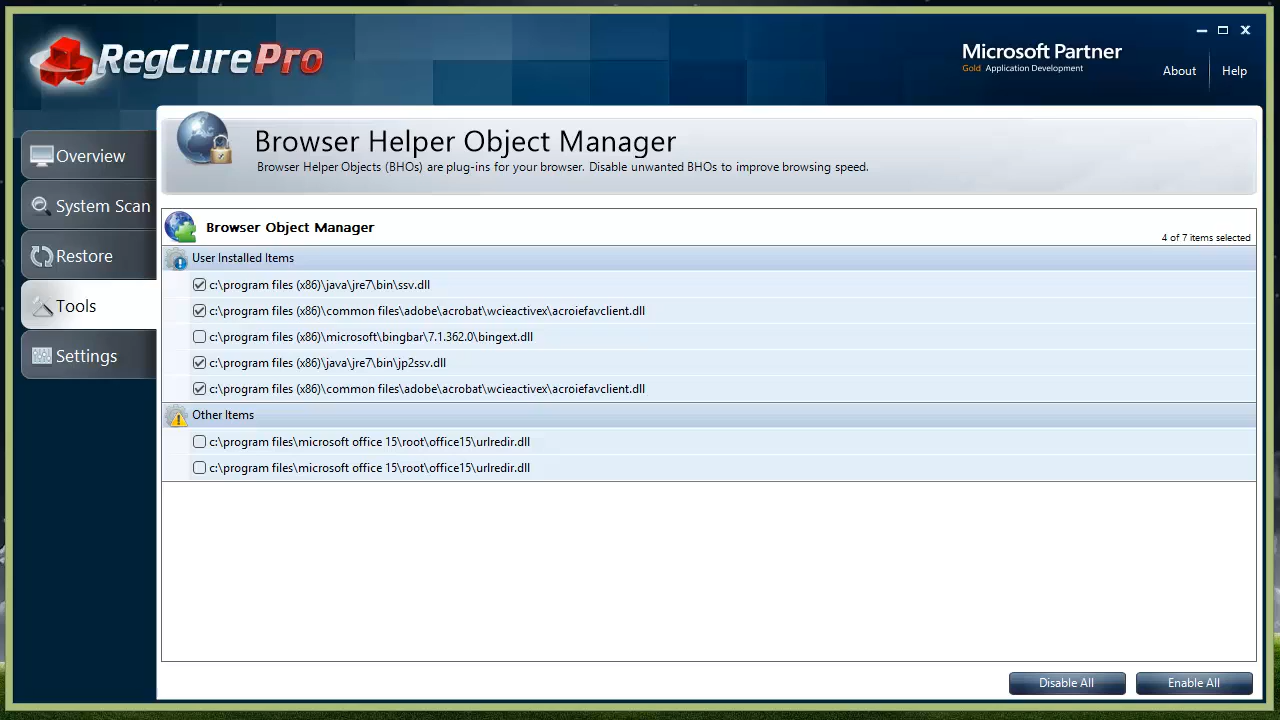 RegCure Pro
Microsoft Partner
Gold Application Development
About
Help
Overview
System Scan
Restore
Tools
Settings
Browser Helper Object Manager
Browser Helper Objects (BHOs) are plug-ins for your browser. Disable unwanted BHOs to improve browsing speed.
Browser Object Manager
4 of 7 items selected
User Installed Items
c:\program files (x86)\java\jre7\bin\ssv.dll
c:\program files (x86)\common files\adobe\acrobat\wcieactivex\acroiefavclient.dll
c:\program files (x86)\microsoft\bingbar\7.1.362.0\bingext.dll
c:\program files (x86)\java\jre7\bin\jp2ssv.dll
c:\program files (x86)\common files\adobe\acrobat\wcieactivex\acroiefavclient.dll
Other Items
c:\program files\microsoft office 15\root\office15\urlredir.dll
c:\program files\microsoft office 15\root\office15\urlredir.dll
Disable All
Enable All